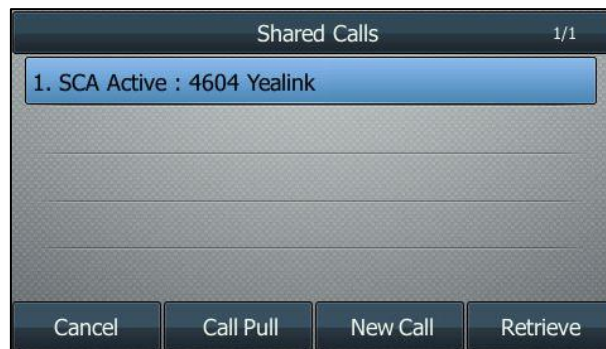 Shared Calls 1/1
1. SCA Active : 4604 Yealink
Cancel Call Pull New Call Retrieve